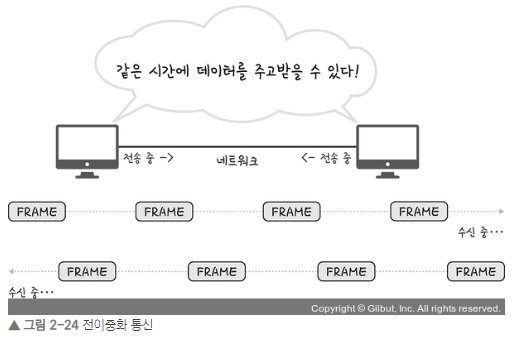 같은 시간에 데이터를 주고받을 수 있다!
전송 중 -> 네트워크 <- 전송 중
FRAME FRAME FRAME FRAME
수신 중...
FRAME FRAME FRAME FRAME
수신 중...
Copyright © Gilbut, Inc. All rights reserved.
▲ 그림 2-24 전이중화 통신